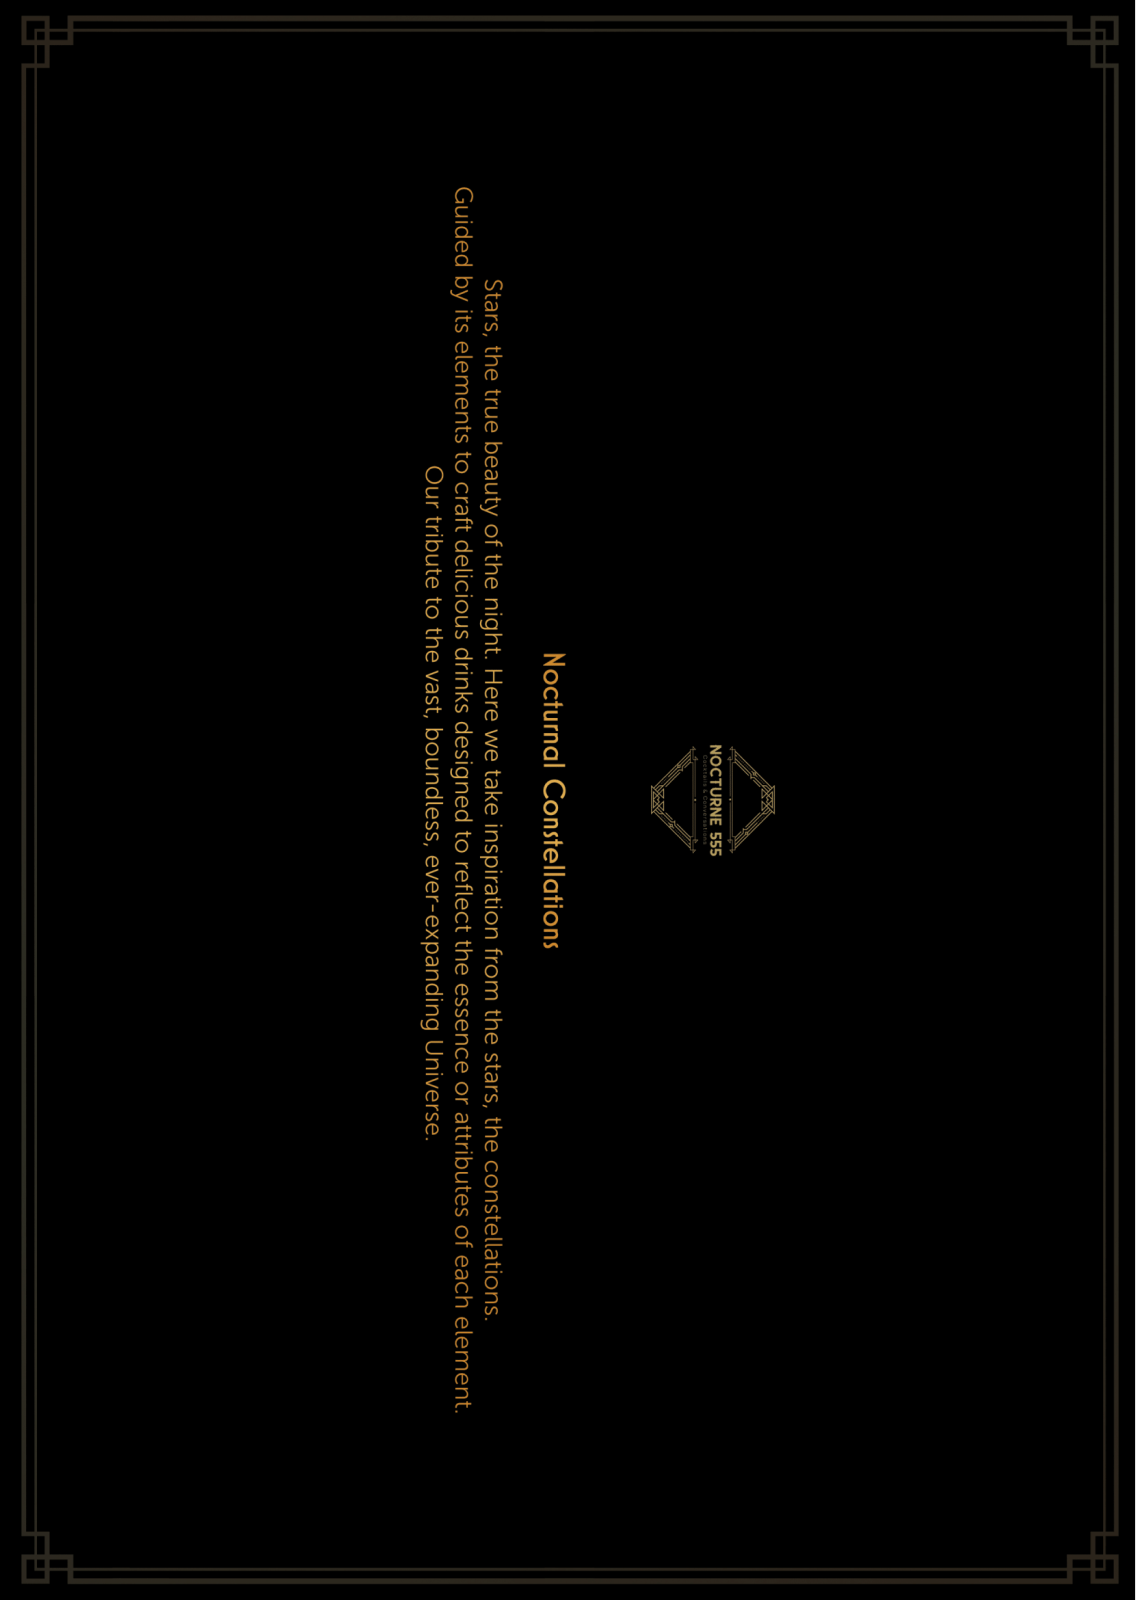 NOCTURNE 555
Cocktails & Conversations
Nocturnal Constellations
Stars, the true beauty of the night. Here we take inspiration from the stars, the constellations.
Guided by its elements to craft delicious drinks designed to reflect the essence or attributes of each element.
Our tribute to the vast, boundless, ever-expanding Universe.